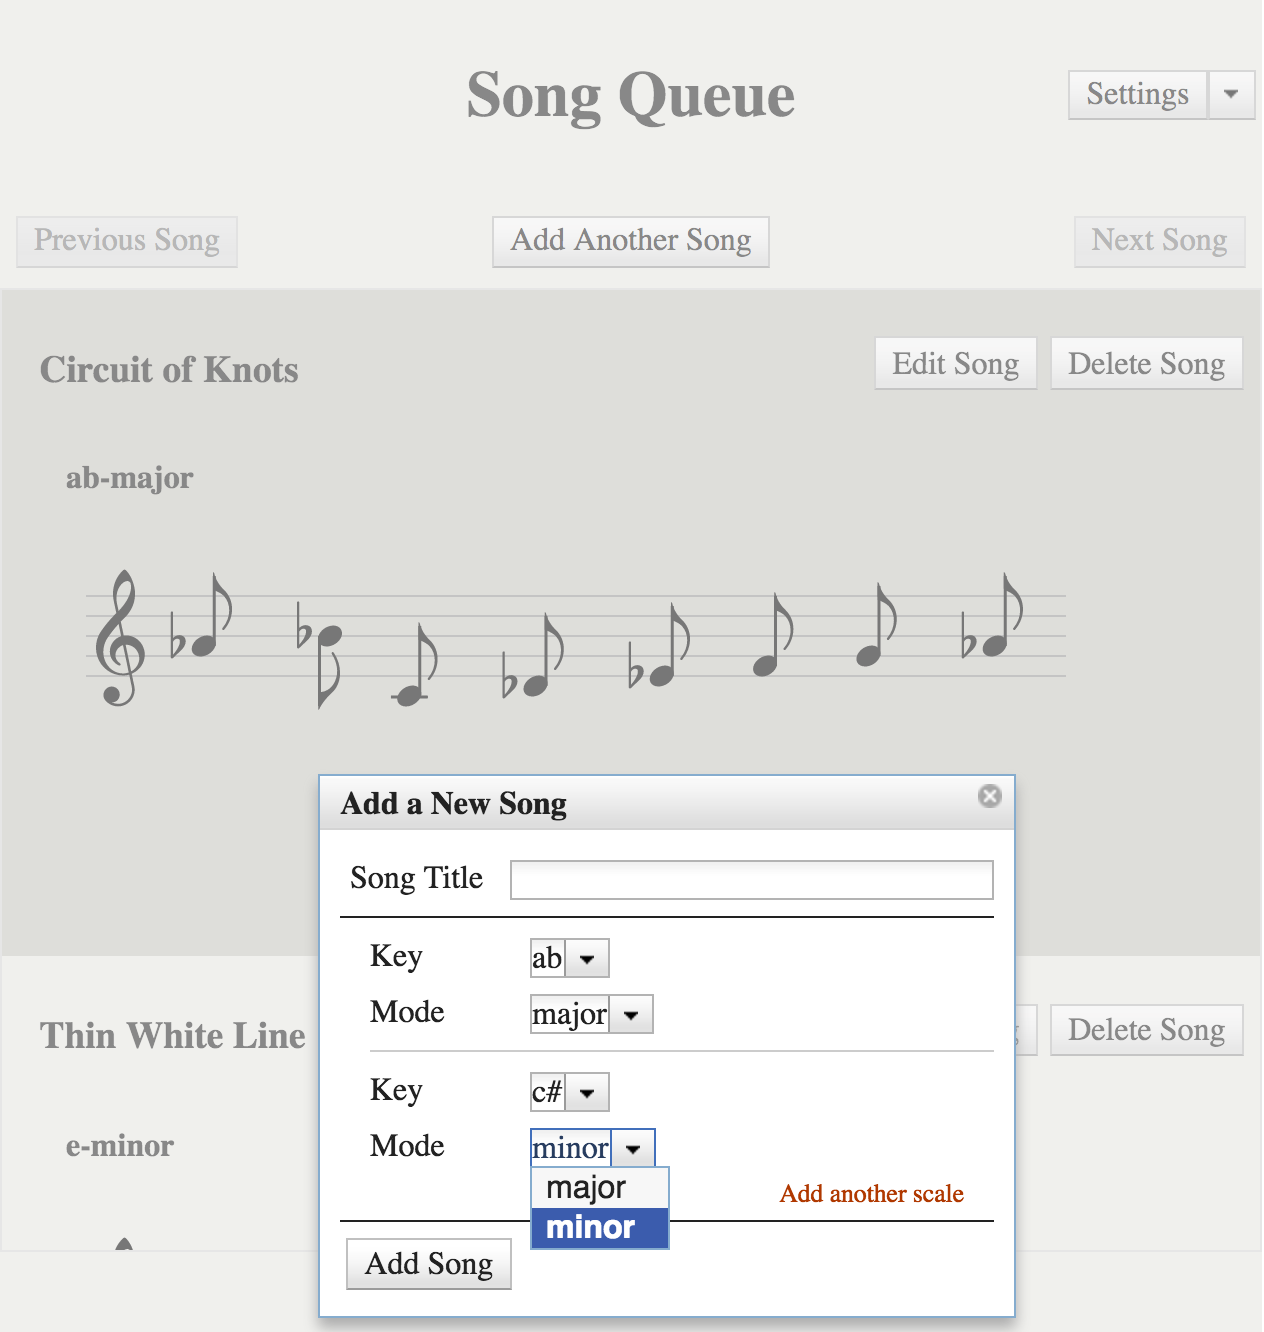 Song Queue
Settings
Previous Song
Add Another Song
Next Song
Circuit of Knots
Edit Song
Delete Song
ab-major
Add a New Song
Song Title
Key
ab
Mode
major
Key
c#
Mode
minor
major
minor
Add another scale
Add Song
Thin White Line
Delete Song
e-minor